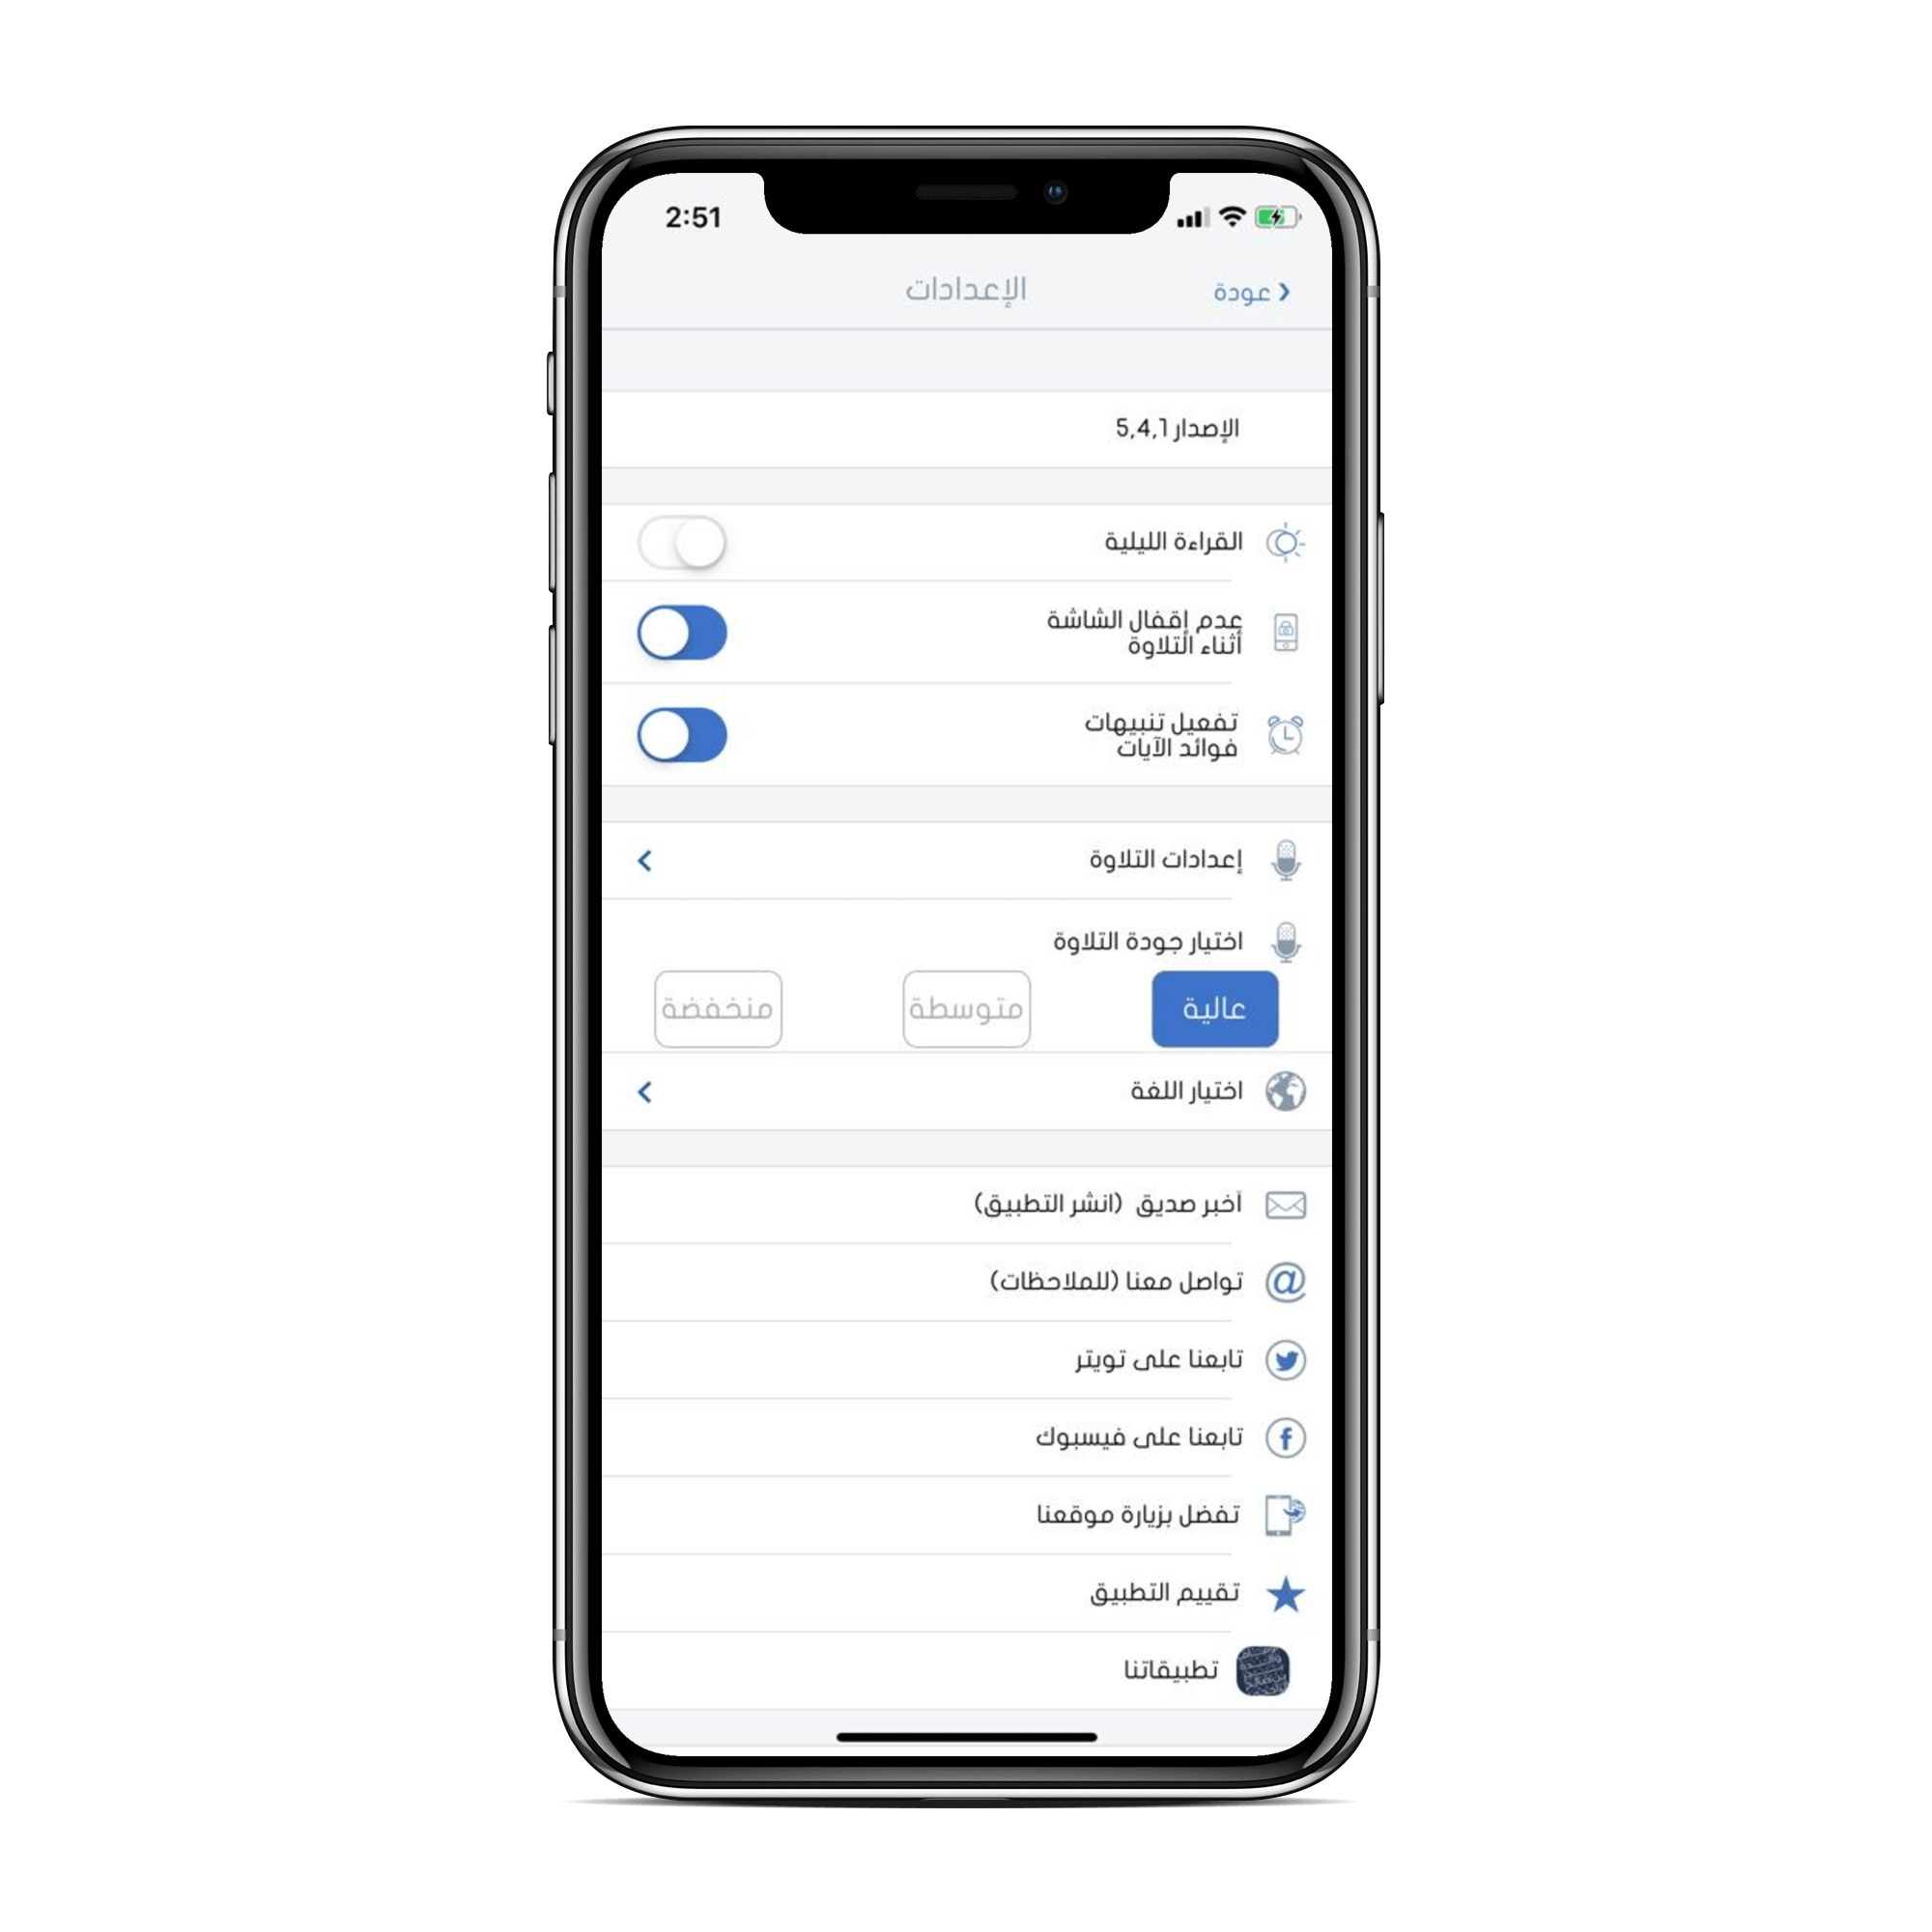 2:51
عودة
الإعدادات
الإصدار 5,4,1
القراءة الليلية
عدم إقفال الشاشة
أثناء التلاوة
تفعيل تنبيهات
فوائد الآيات
إعدادات التلاوة
اختيار جودة التلاوة
عالية
متوسطة
منخفضة
اختيار اللغة
أخبر صديق (انشر التطبيق)
تواصل معنا (للملاحظات)
تابعنا على تويتر
تابعنا على فيسبوك
تفضل بزيارة موقعنا
تقييم التطبيق
تطبيقاتنا